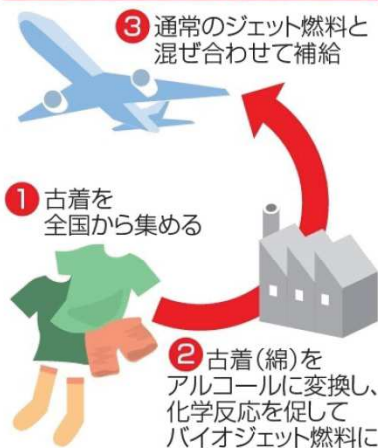 ❸通常のジェット燃料と
混ぜ合わせて補給
❶古着を
全国から集める
❷古着(綿)を
アルコールに変換し、
化学反応を促して
バイオジェット燃料に